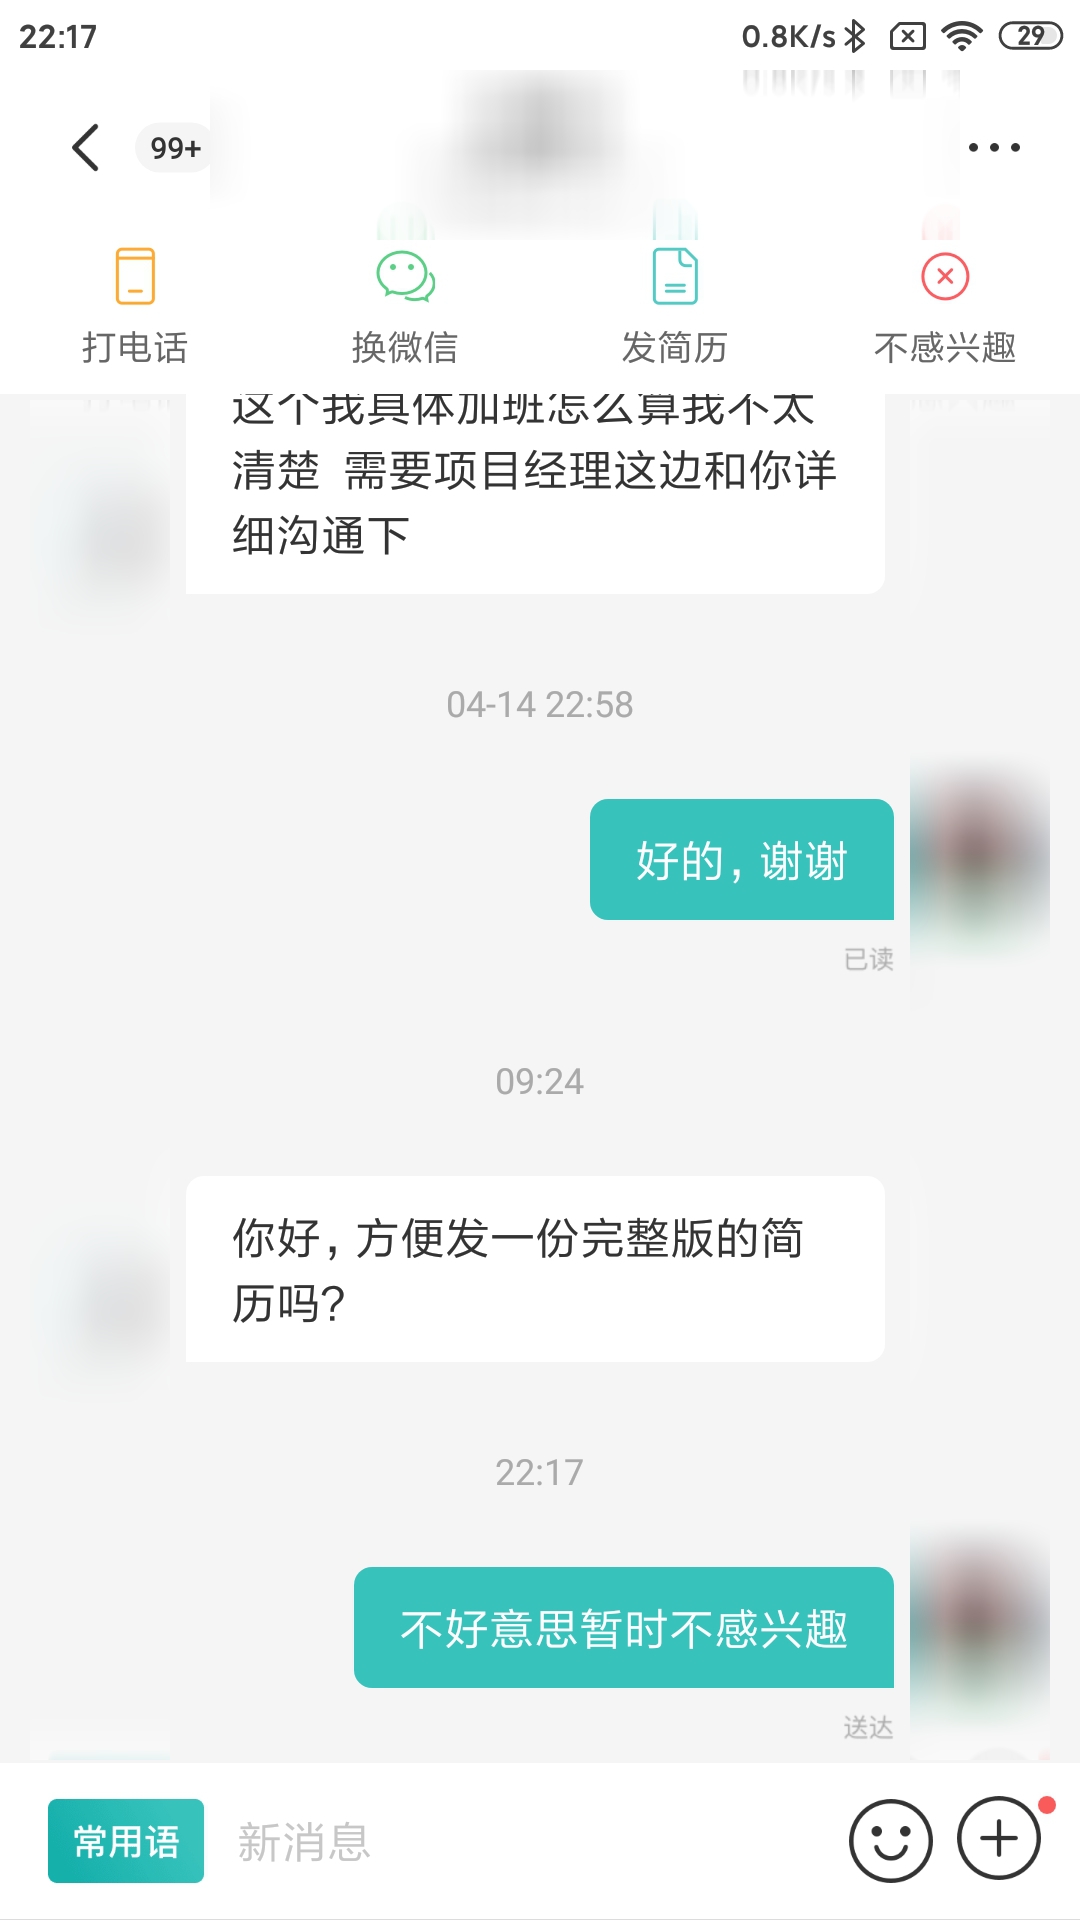 22:17
0.8K/s
29
99+
打电话
换微信
发简历
不感兴趣
这个我具体加班怎么算我不太
清楚 需要项目经理这边和你详
细沟通下
04-14 22:58
好的，谢谢
已读
09:24
你好，方便发一份完整版的简
历吗?
22:17
不好意思暂时不感兴趣
送达
常用语
新消息